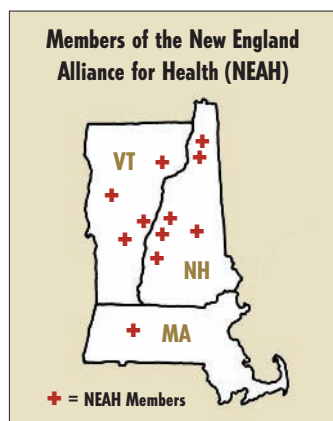 Members of the New England
Alliance for Health (NEAH)
VT
NH
MA
= NEAH Members